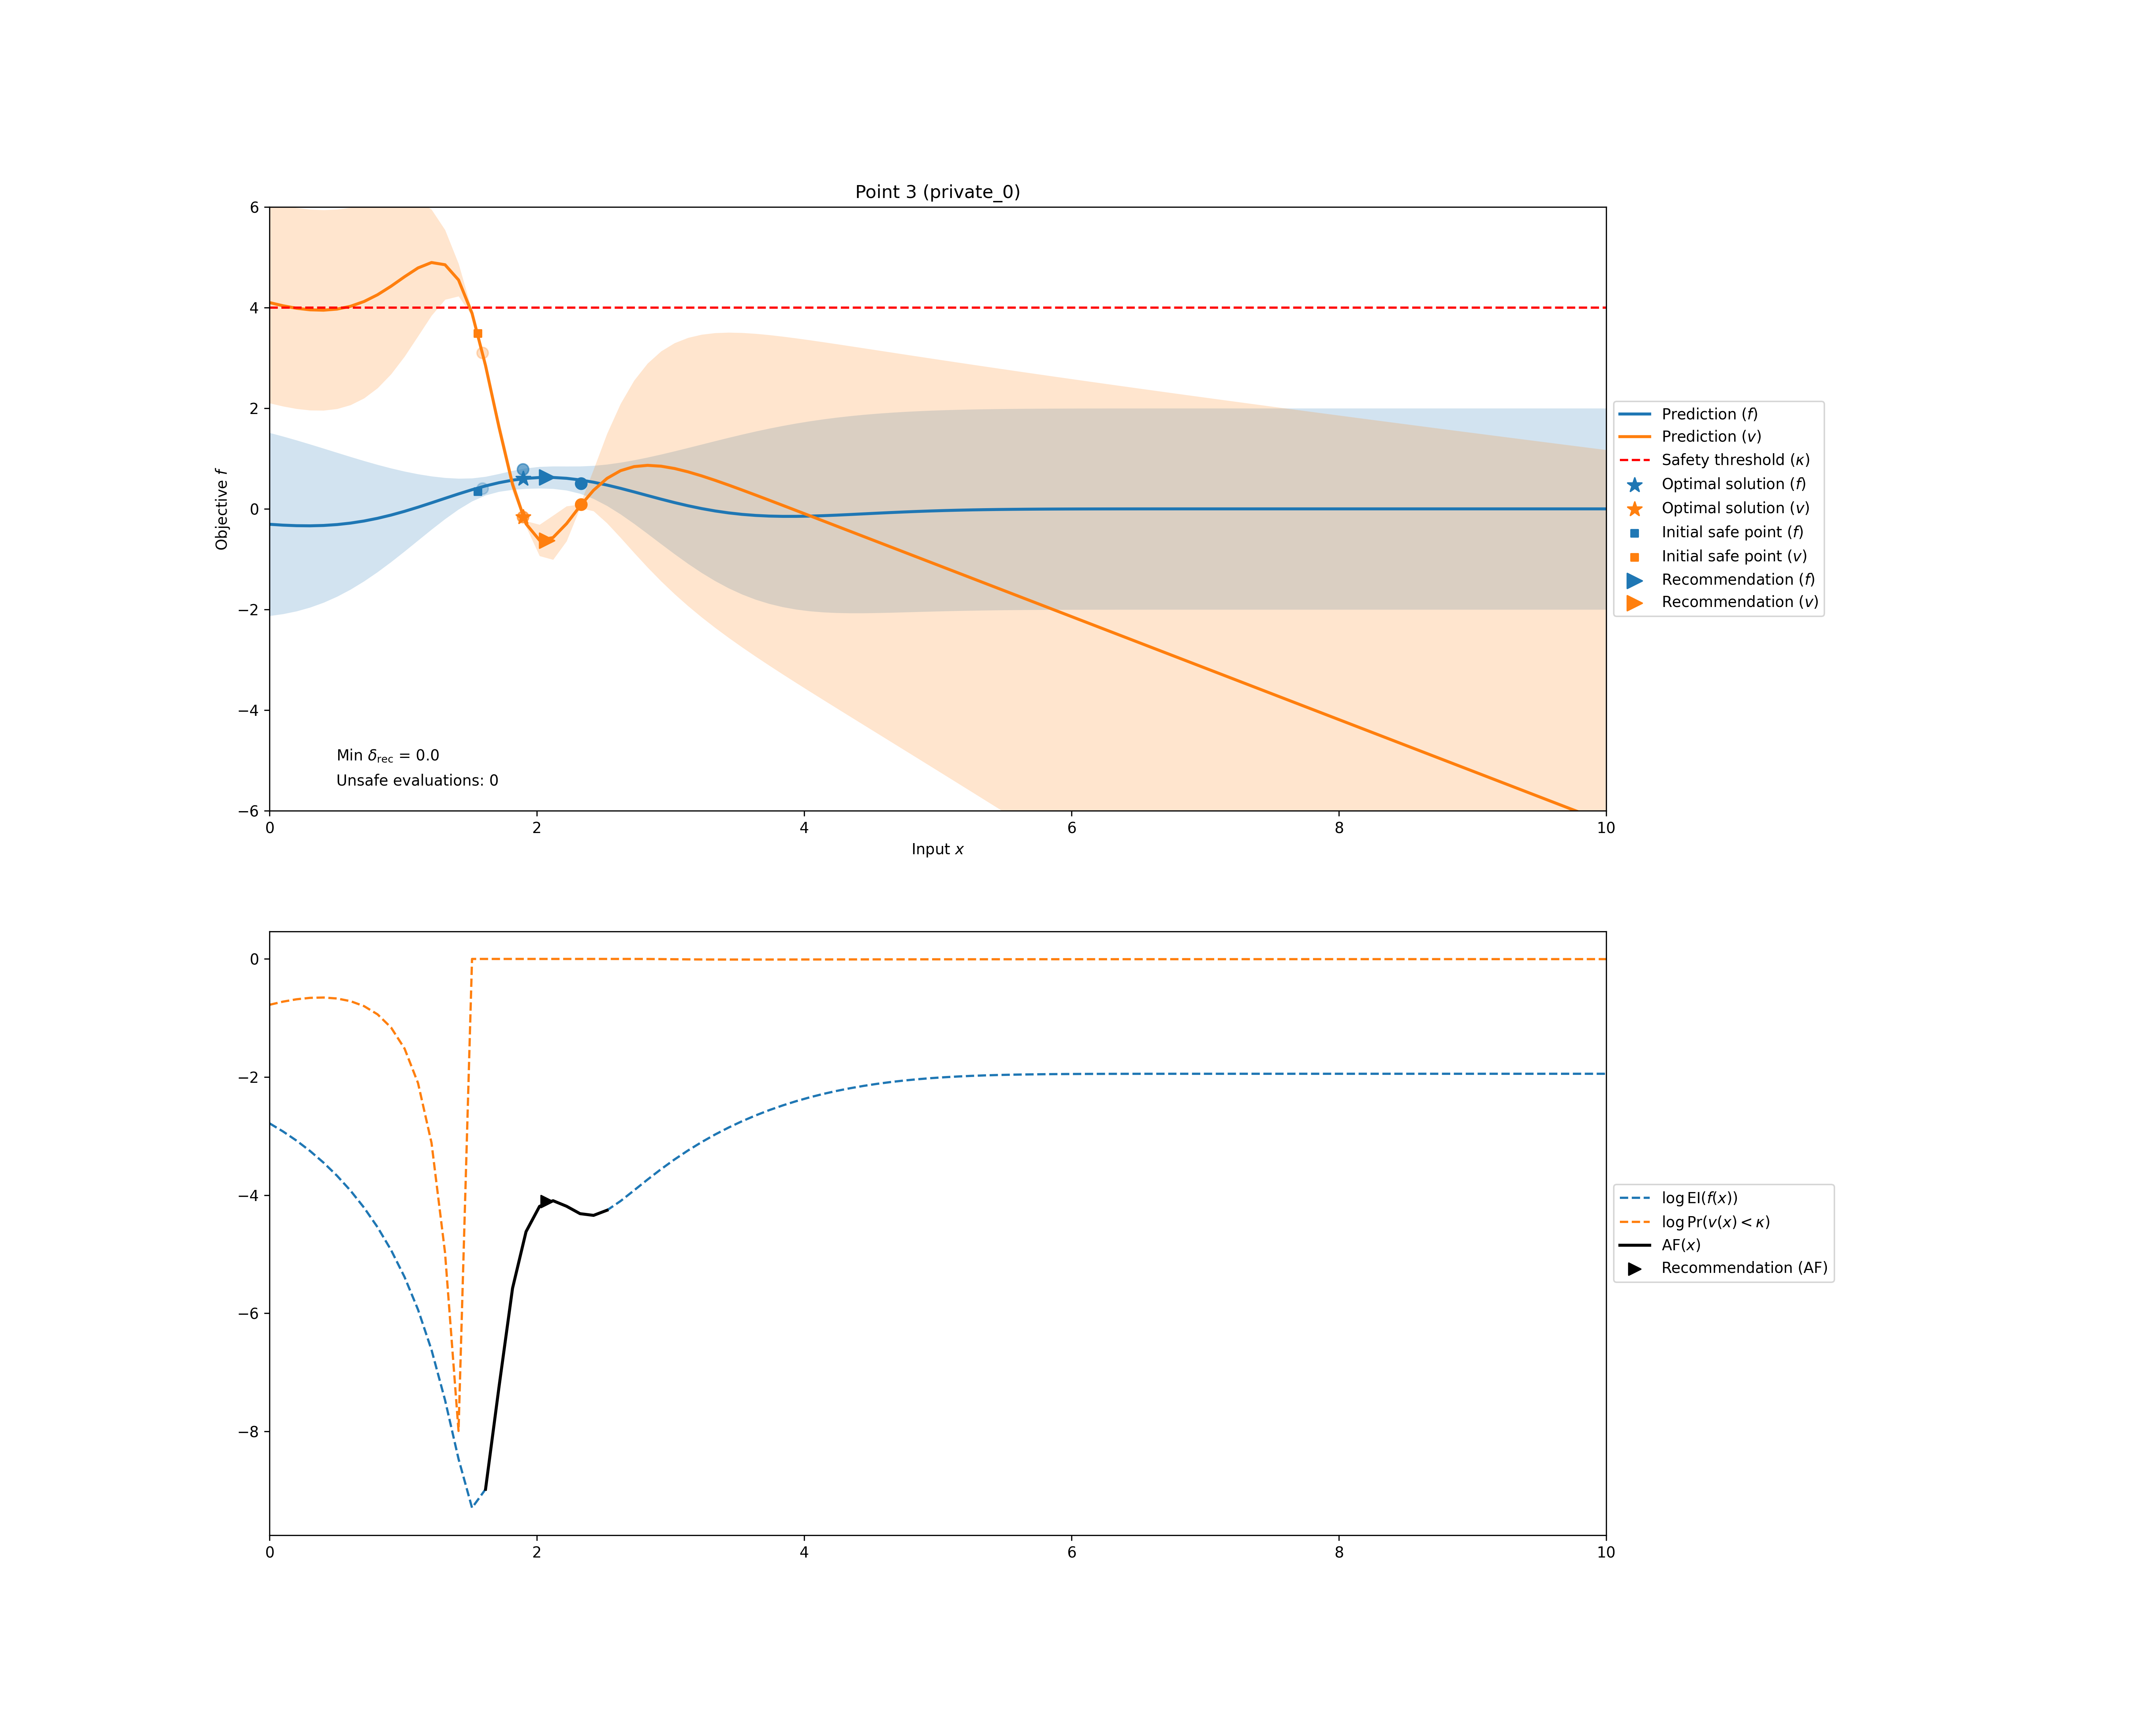 Point 3 (private_0)
6
4
2
0
−2
−4
−6
Objective f
Min δrec = 0.0
Unsafe evaluations: 0
0 2 4 6 8 10
Input x
Prediction (f)
Prediction (v)
Safety threshold (κ)
Optimal solution (f)
Optimal solution (v)
Initial safe point (f)
Initial safe point (v)
Recommendation (f)
Recommendation (v)
0
−2
−4
−6
−8
0 2 4 6 8 10
log EI(f(x))
log Pr(v(x) < κ)
AF(x)
Recommendation (AF)